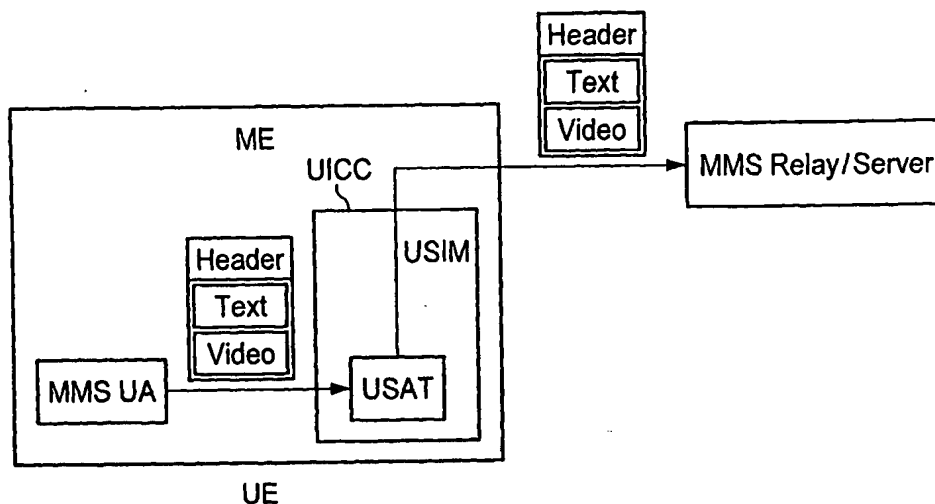 Header
Text
Video
ME
MMS Relay/Server
UICC
USIM
Header
Text
Video
MMS UA
USAT
UE